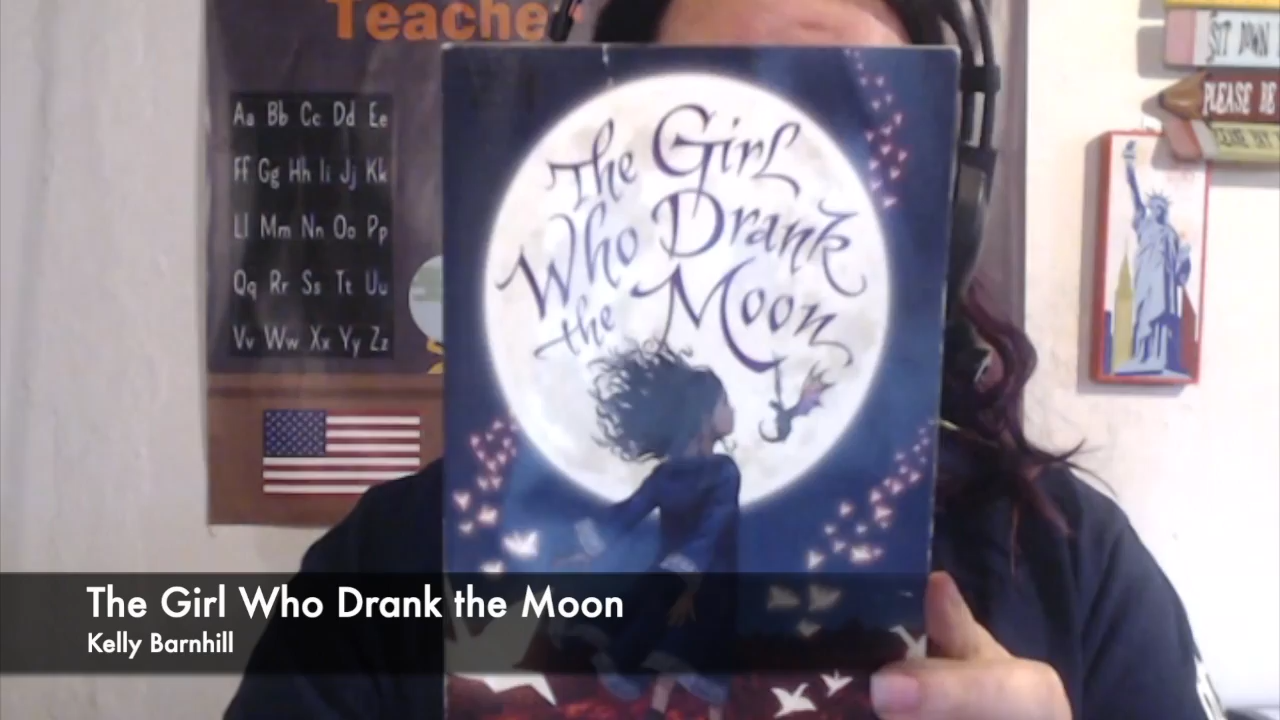 Teache
Aa Bb Cc Dd Ee
Ff Gg Hh Ii Jj Kk
Ll Mm Nn Oo Pp
Qq Rr Ss Tt Uu
Vv Ww Xx Yy Zz
The Girl
Who Drank
the Moon
SIT DOWN
PLEASE BE
The Girl Who Drank the Moon
Kelly Barnhill